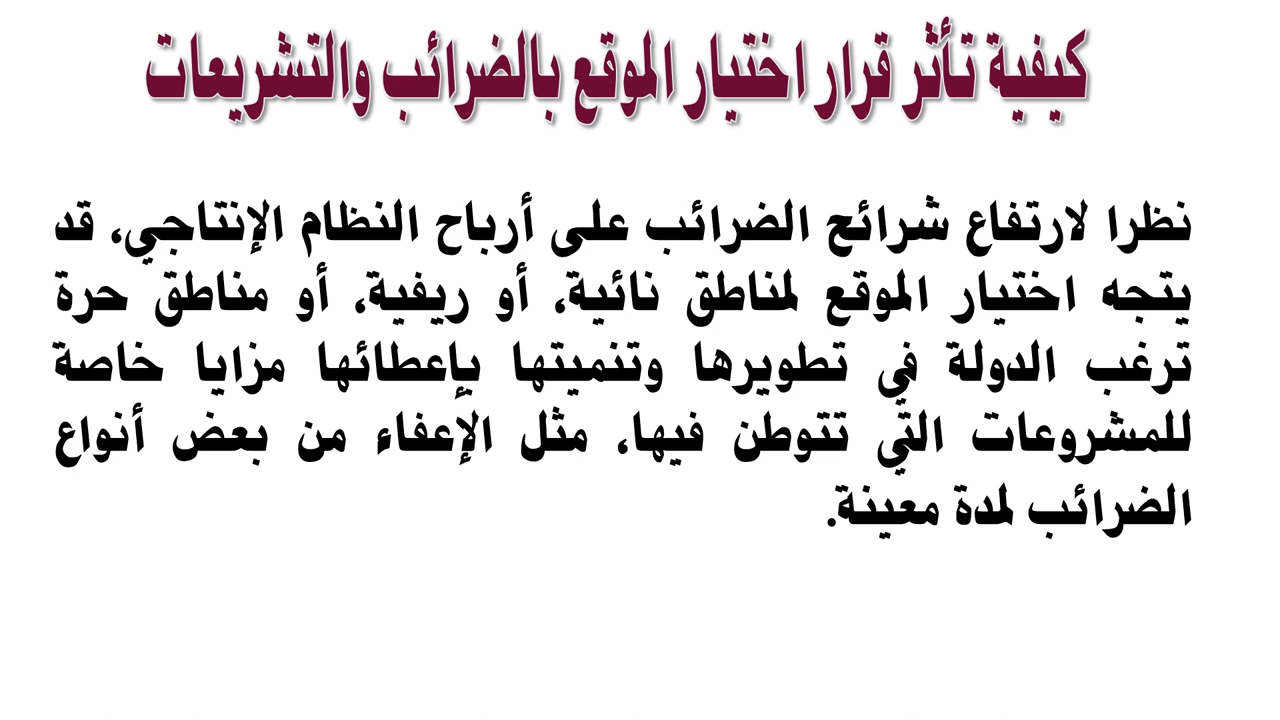 كيفية تأثر قرار اختيار الموقع بالضرائب والتشريعات
نظرا لارتفاع شرائح الضرائب على أرباح النظام الإنتاجي، قد
يتجه اختيار الموقع لمناطق نائية، أو ريفية، أو مناطق حرة
ترغب الدولة في تطويرها وتنميتها بإعطائها مزايا خاصة
للمشروعات التي تتوطن فيها، مثل الإعفاء من بعض أنواع
الضرائب لمدة معينة.